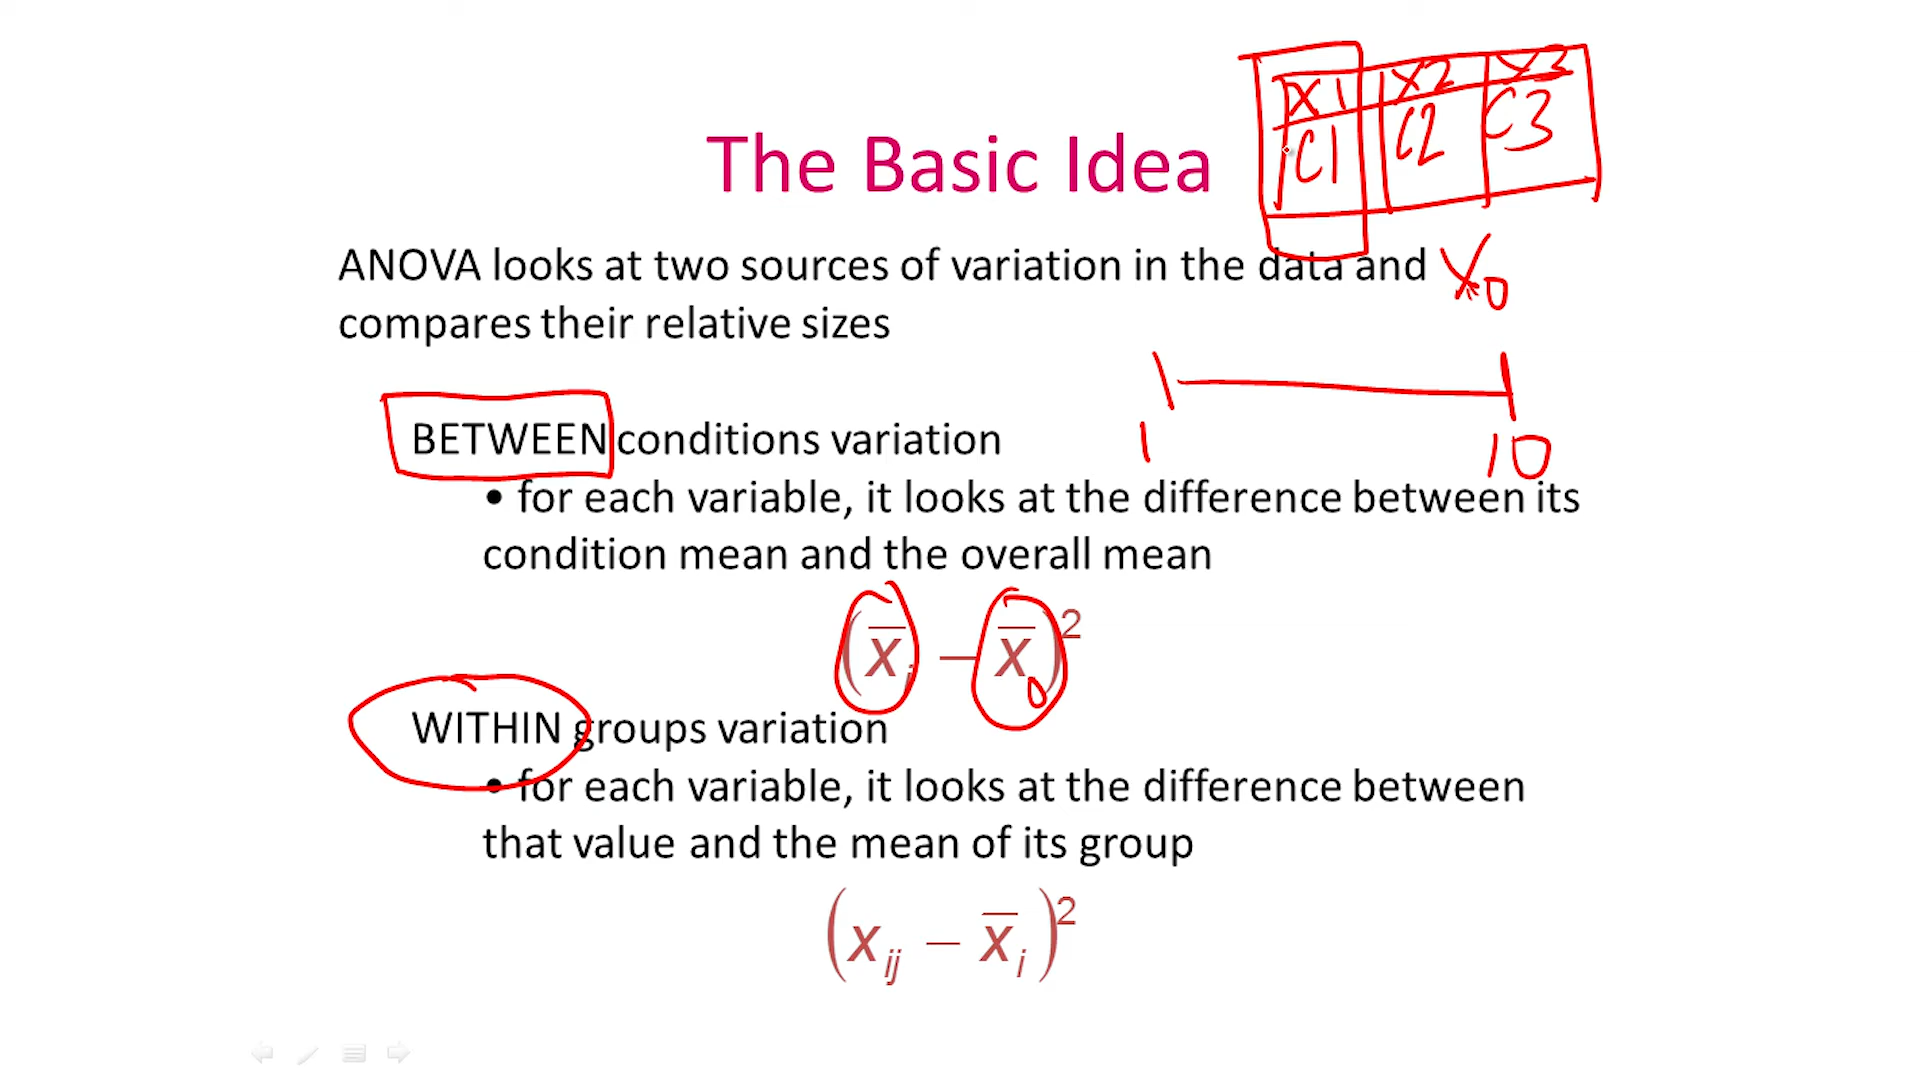 X1 X2 X3
C1 C2 C3
The Basic Idea
ANOVA looks at two sources of variation in the data and X0
compares their relative sizes
BETWEEN conditions variation
1 10
• for each variable, it looks at the difference between its
condition mean and the overall mean
(x̄ᵢ − x̄₀)²
WITHIN groups variation
• for each variable, it looks at the difference between
that value and the mean of its group
(xᵢⱼ − x̄ᵢ)²